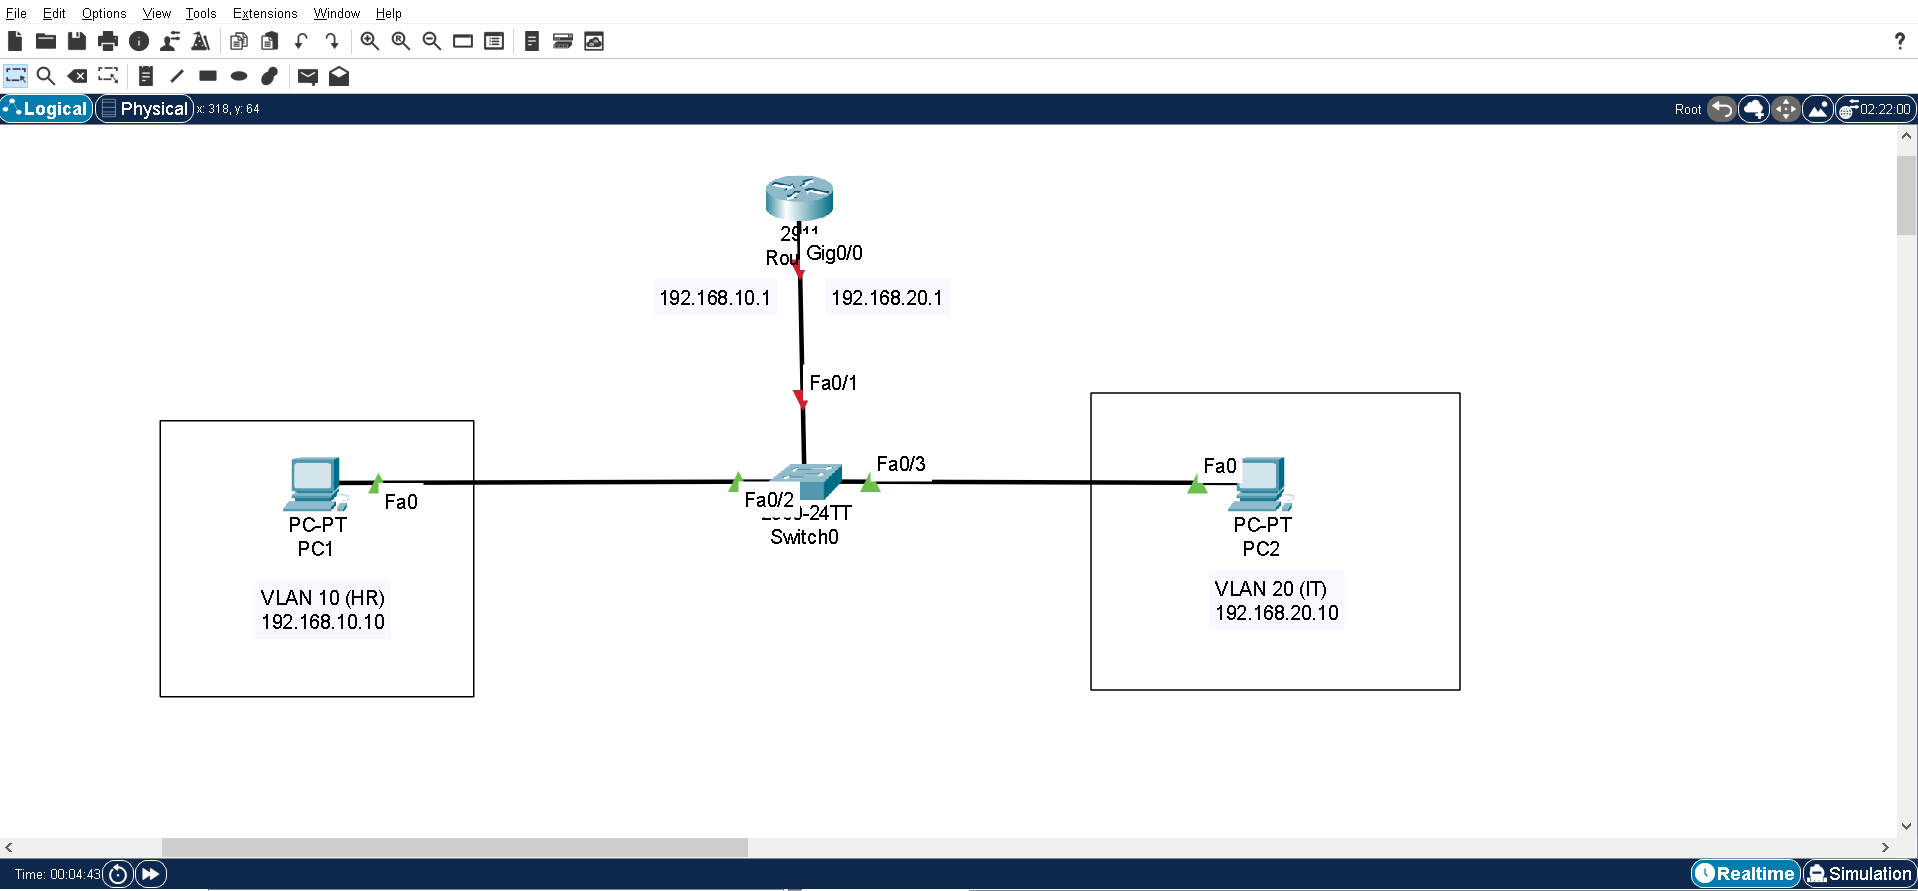 File Edit Options View Tools Extensions Window Help
?
Logical Physical x: 318, y: 64 Root 02:22:00
2911
Gig0/0
192.168.10.1 192.168.20.1
Fa0/1
Fa0/3
Fa0
Fa0
Fa0/2
-24TT
Switch0
PC-PT
PC1
PC-PT
PC2
VLAN 10 (HR)
192.168.10.10
VLAN 20 (IT)
192.168.20.10
Time: 00:04:43 Realtime Simulation